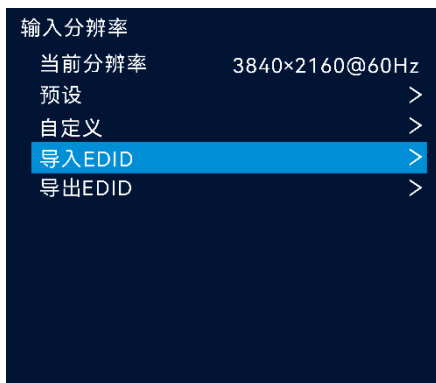 输入分辨率
当前分辨率 3840×2160@60Hz
预设 >
自定义 >
导入EDID >
导出EDID >